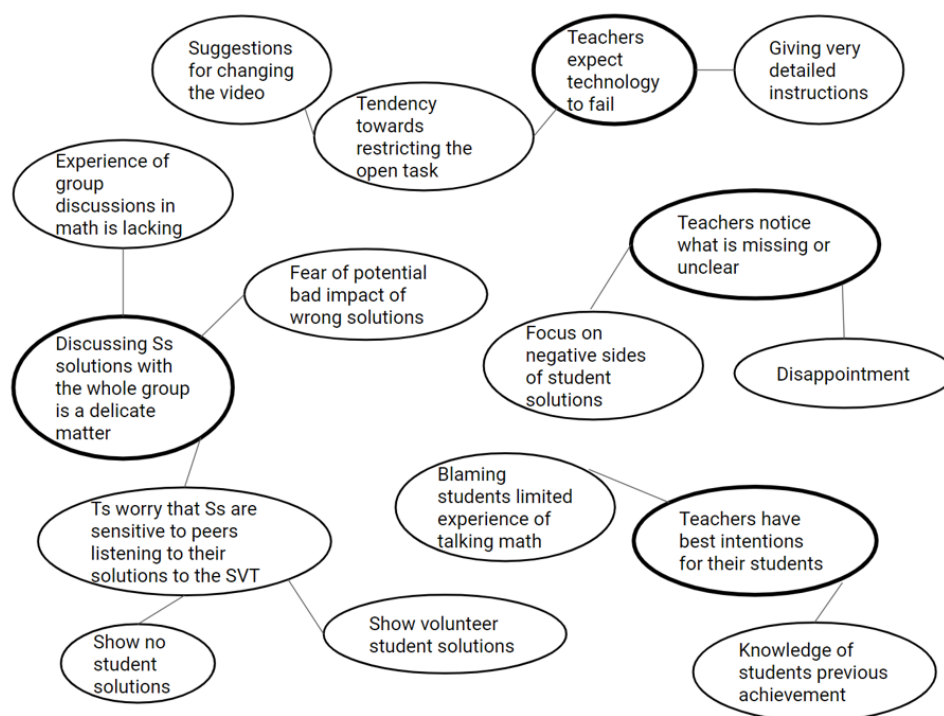 Suggestions
for changing
the video
Teachers
expect
technology
to fail
Giving very
detailed
instructions
Tendency
towards
restricting the
open task
Experience of
group
discussions in
math is lacking
Teachers notice
what is missing or
unclear
Fear of potential
bad impact of
wrong solutions
Discussing Ss
solutions with
the whole group
is a delicate
matter
Focus on
negative sides
of student
solutions
Disappointment
Blaming
students limited
experience of
talking math
Teachers have
best intentions
for their students
Ts worry that Ss are
sensitive to peers
listening to their
solutions to the SVT
Show no
student
solutions
Show volunteer
student solutions
Knowledge of
students previous
achievement